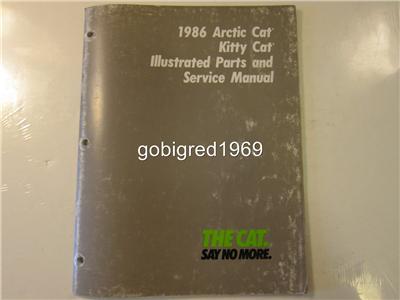 1986 Arctic Cat
Kitty Cat
Illustrated Parts and
Service Manual
gobigred1969
THE CAT.
SAY NO MORE.